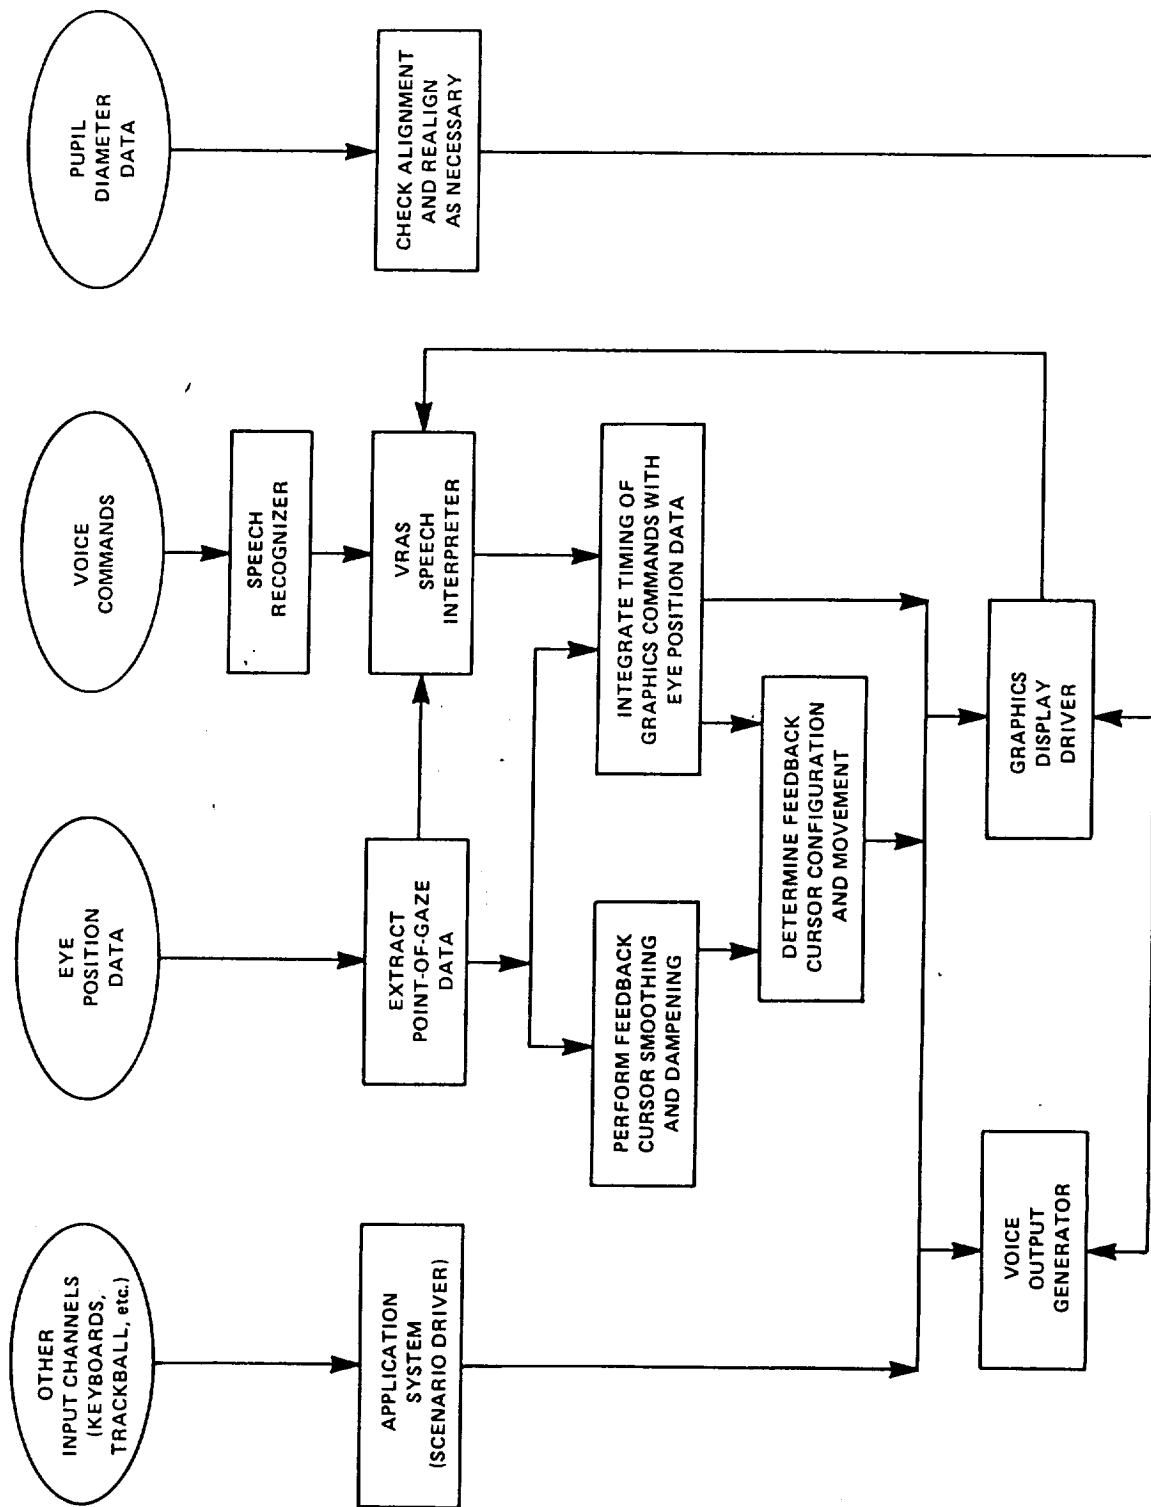 OTHER
INPUT CHANNELS
(KEYBOARDS,
TRACKBALL, etc.)
EYE
POSITION
DATA
VOICE
COMMANDS
PUPIL
DIAMETER
DATA
SPEECH
RECOGNIZER
APPLICATION
SYSTEM
(SCENARIO DRIVER)
EXTRACT
POINT-OF-GAZE
DATA
VRAS
SPEECH
INTERPRETER
CHECK ALIGNMENT
AND REALIGN
AS NECESSARY
PERFORM FEEDBACK
CURSOR SMOOTHING
AND DAMPENING
INTEGRATE TIMING OF
GRAPHICS COMMANDS WITH
EYE POSITION DATA
DETERMINE FEEDBACK
CURSOR CONFIGURATION
AND MOVEMENT
VOICE
OUTPUT
GENERATOR
GRAPHICS
DISPLAY
DRIVER